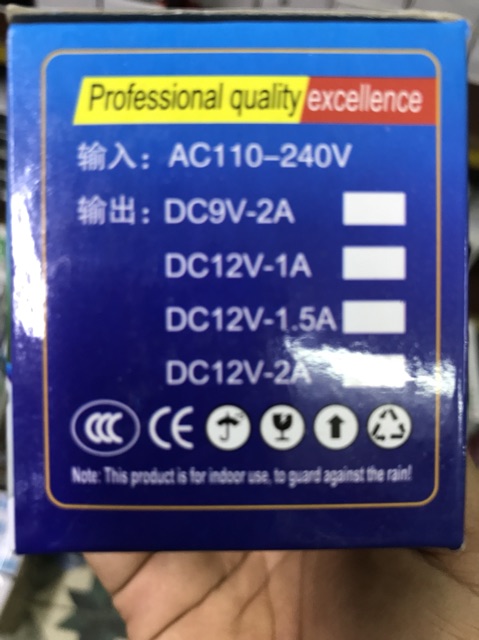 Professional quality excellence
输入: AC110-240V
输出: DC9V-2A
DC12V-1A
DC12V-1.5A
DC12V-2A
CCC CE
Note: This product is for indoor use, to guard against the rain!